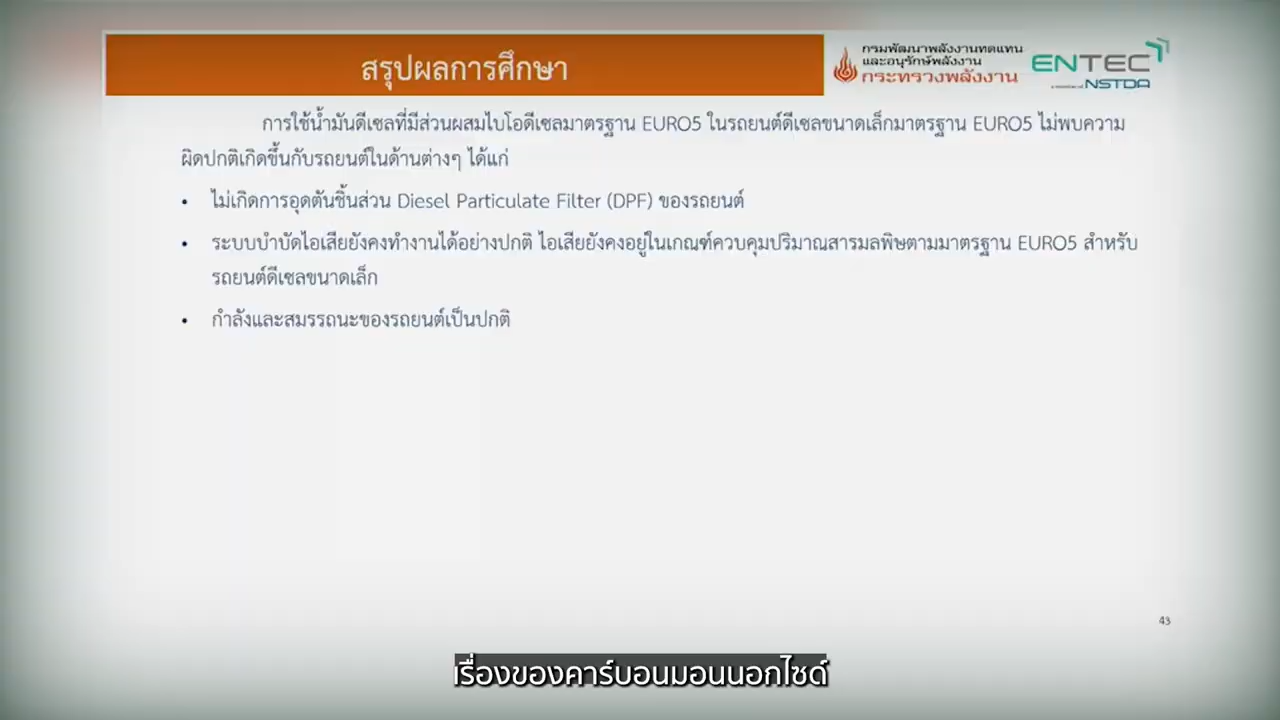 สรุปผลการศึกษา
กรมพัฒนาพลังงานทดแทน
และอนุรักษ์พลังงาน
กระทรวงพลังงาน
ENTEC
NSTDA
การใช้น้ำมันดีเซลที่มีส่วนผสมไบโอดีเซลมาตรฐาน EURO5 ในรถยนต์ดีเซลขนาดเล็กมาตรฐาน EURO5 ไม่พบความ
ผิดปกติเกิดขึ้นกับรถยนต์ในด้านต่างๆ ได้แก่
• ไม่เกิดการอุดตันชิ้นส่วน Diesel Particulate Filter (DPF) ของรถยนต์
• ระบบบำบัดไอเสียยังคงทำงานได้อย่างปกติ ไอเสียยังคงอยู่ในเกณฑ์ควบคุมปริมาณสารมลพิษตามมาตรฐาน EURO5 สำหรับ
รถยนต์ดีเซลขนาดเล็ก
• กำลังและสมรรถนะของรถยนต์เป็นปกติ
43
เรื่องของคาร์บอนมอนนอกไซด์